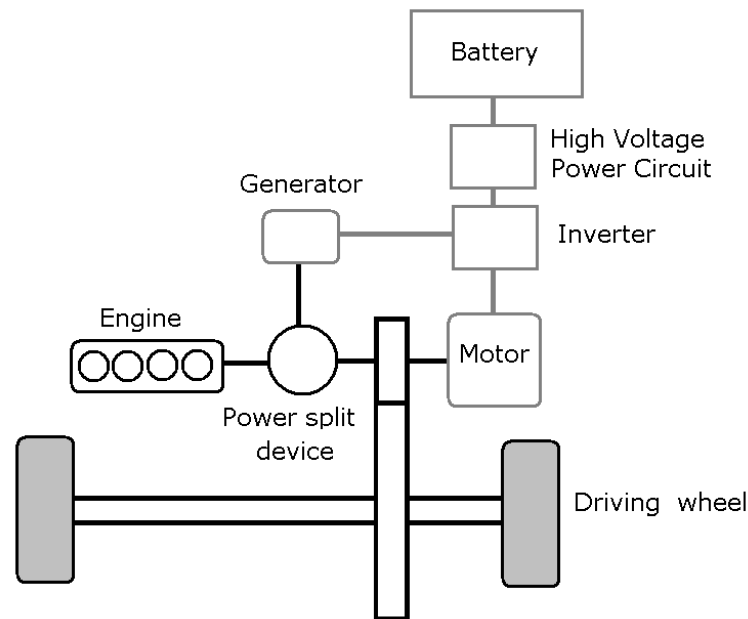 Battery
High Voltage
Power Circuit
Generator
Inverter
Engine
Motor
Power split
device
Driving wheel